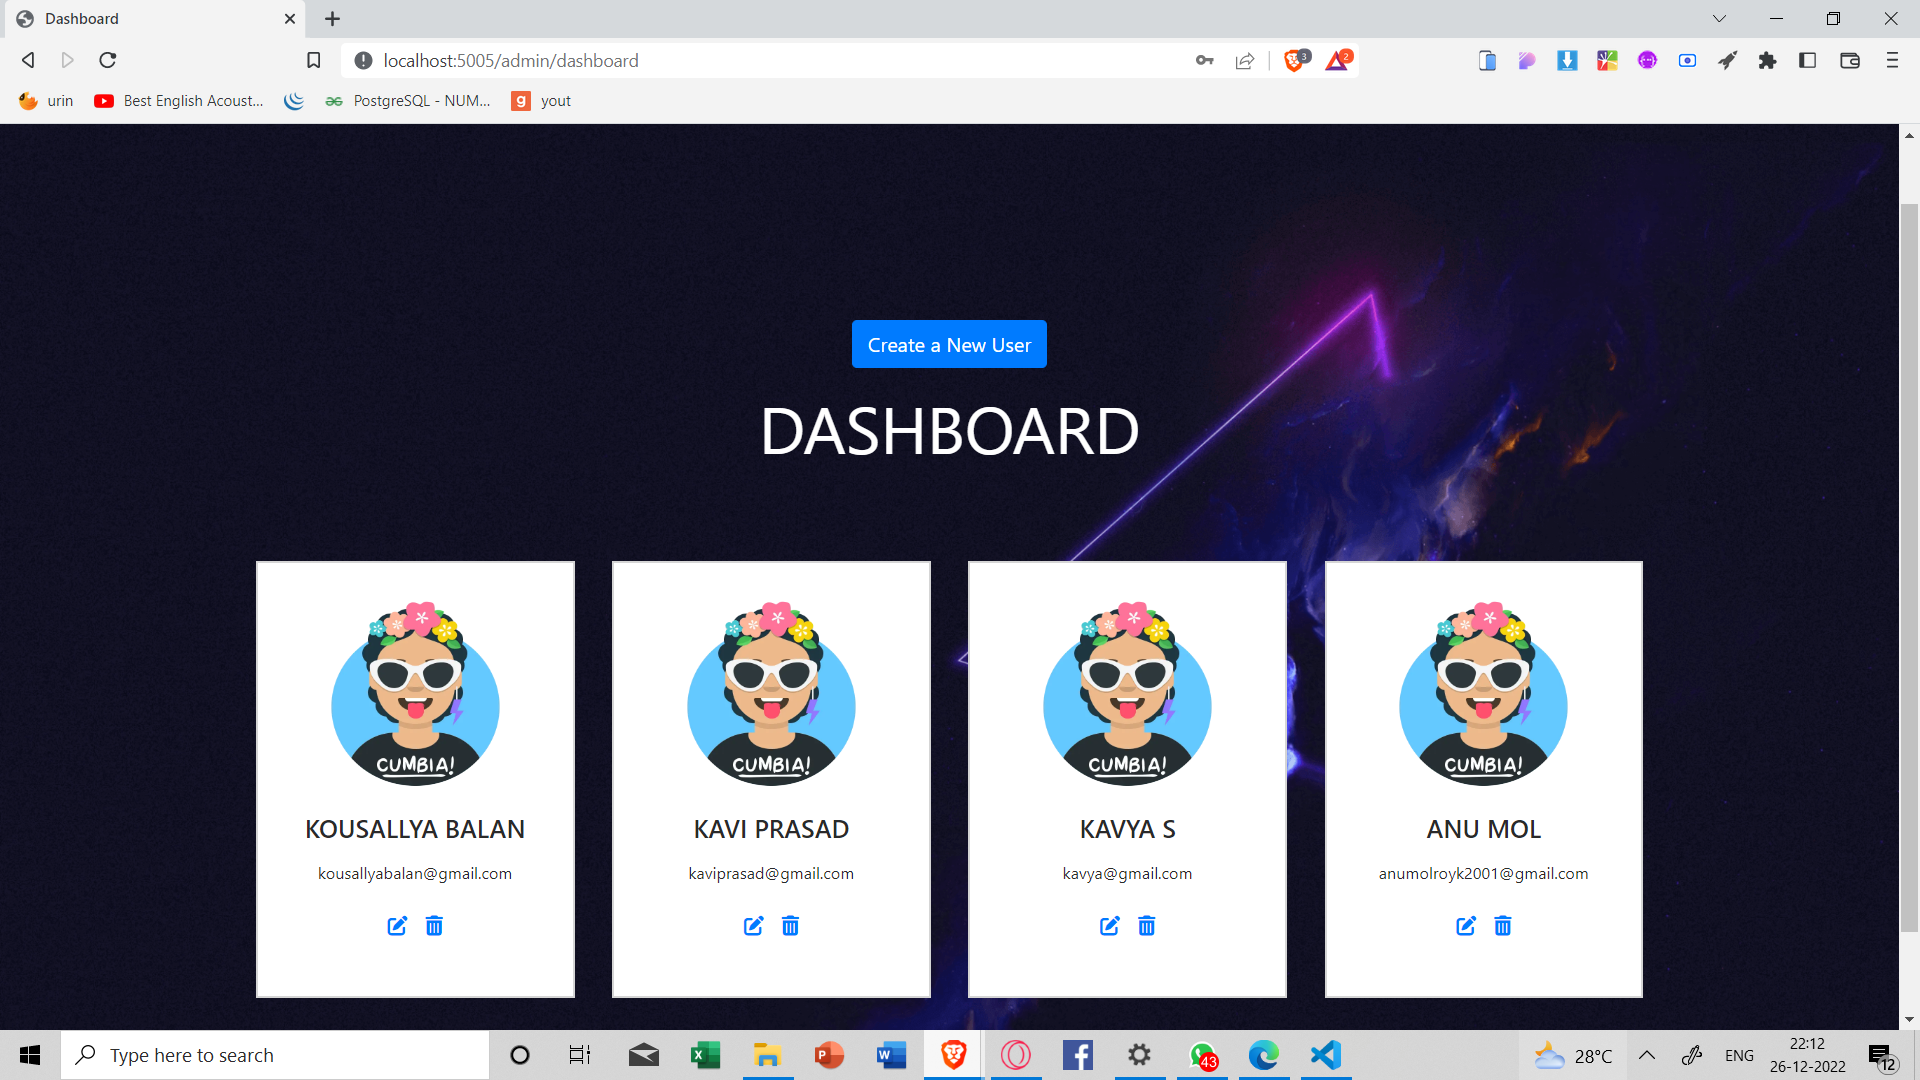 Dashboard
localhost:5005/admin/dashboard
3
2
urin
Best English Acoust...
PostgreSQL - NUM...
g yout
Create a New User
DASHBOARD
CUMBIA! CUMBIA! CUMBIA! CUMBIA!
KOUSALLYA BALAN KAVI PRASAD KAVYA S ANU MOL
kousallyabalan@gmail.com kaviprasad@gmail.com kavya@gmail.com anumolroyk2001@gmail.com
Type here to search
43
28°C
ENG
22:12
26-12-2022
12